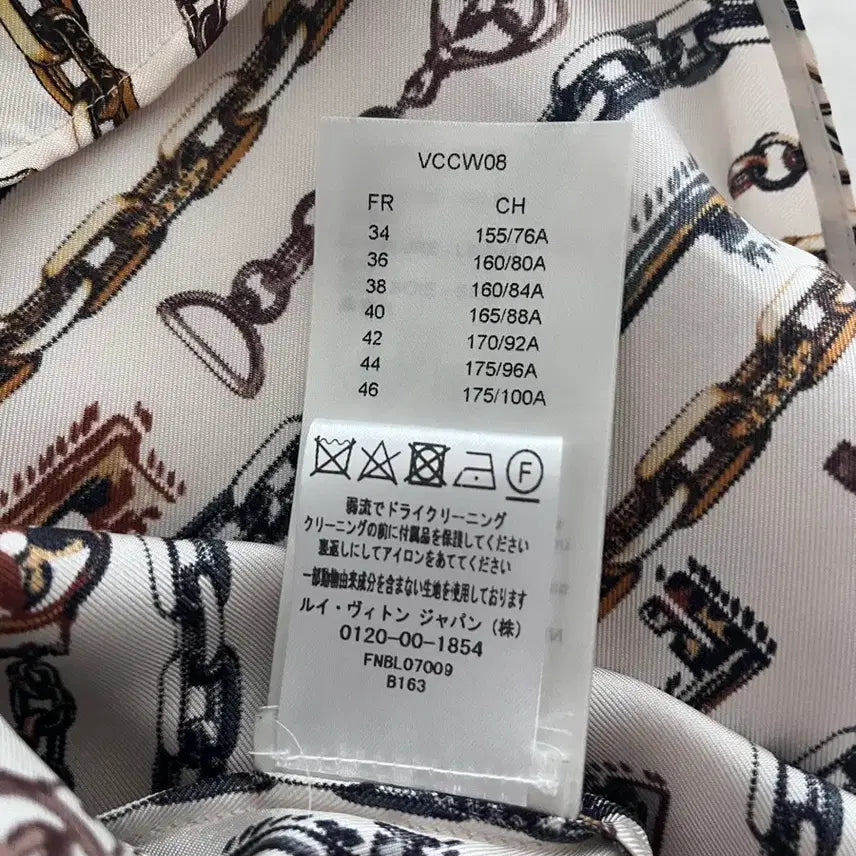 VCCW08
FR CH
34 155/76A
36 160/80A
38 160/84A
40 165/88A
42 170/92A
44 175/96A
46 175/100A
F
弱流でドライクリーニング
クリーニングの前に付属品を保護してください
裏返しにしてアイロンをあててください
一部動物由来成分を含まない生地を使用しております
ルイ・ヴィトン ジャパン (株)
0120-00-1854
FNBL07009
B163